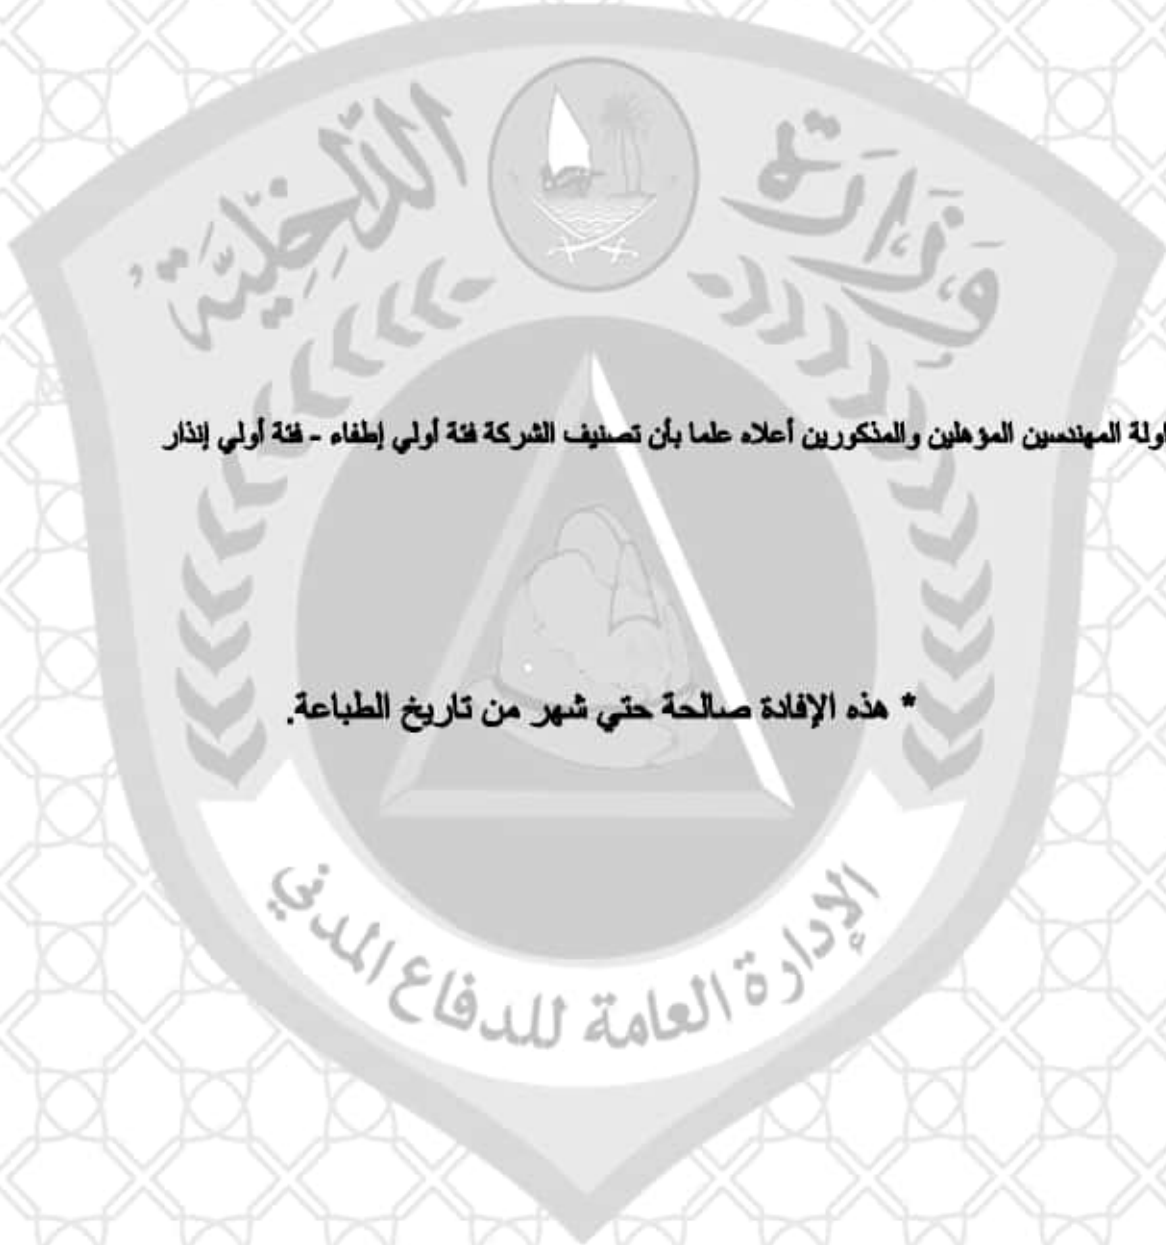 وزارة الداخلية
المهندسين المؤهلين والمذكورين أعلاه علما بأن تصنيف الشركة فئة أولي إطفاء - فئة أولي إنذار
* هذه الإفادة صالحة حتي شهر من تاريخ الطباعة.
الإدارة العامة للدفاع المدني